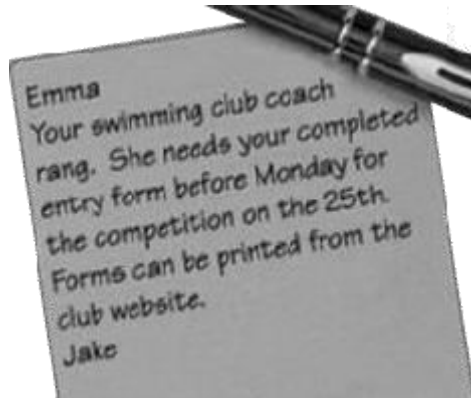 Emma
Your swimming club coach
rang. She needs your completed
entry form before Monday for
the competition on the 25th.
Forms can be printed from the
club website.
Jake